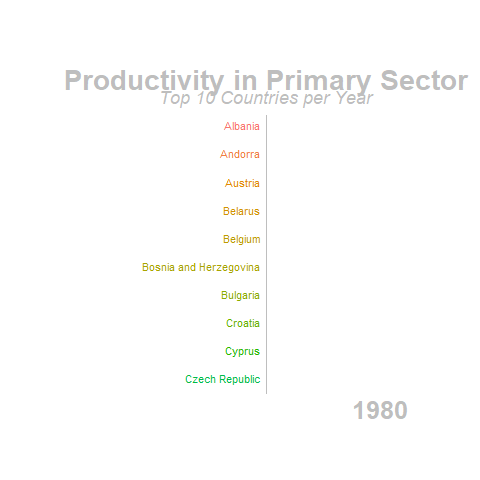 Productivity in Primary Sector
Top 10 Countries per Year
Albania
Andorra
Austria
Belarus
Belgium
Bosnia and Herzegovina
Bulgaria
Croatia
Cyprus
Czech Republic
1980